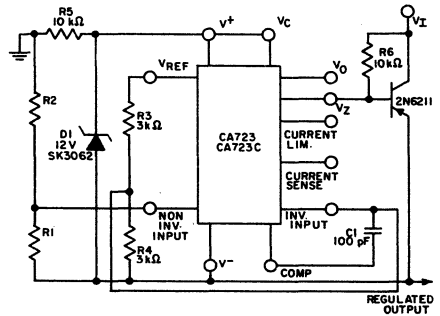 R5
10 kΩ
V+
VC
VI
R2
VREF
VO
R6
10kΩ
R3
3kΩ
VZ
2N6211
D1
12V
SK3062
CA723
CA723C
CURRENT
LIM.
CURRENT
SENSE
NON
INV.
INPUT
INV.
INPUT
R1
R4
3kΩ
C1
100 pF
V-
COMP
REGULATED
OUTPUT